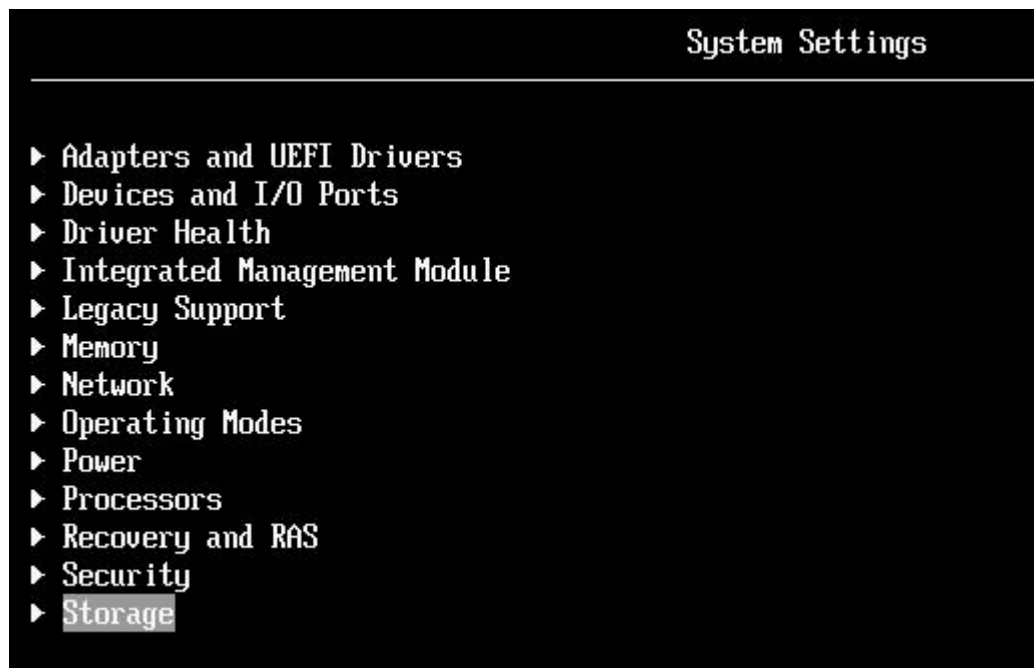 System Settings
Adapters and UEFI Drivers
Devices and I/O Ports
Driver Health
Integrated Management Module
Legacy Support
Memory
Network
Operating Modes
Power
Processors
Recovery and RAS
Security
Storage